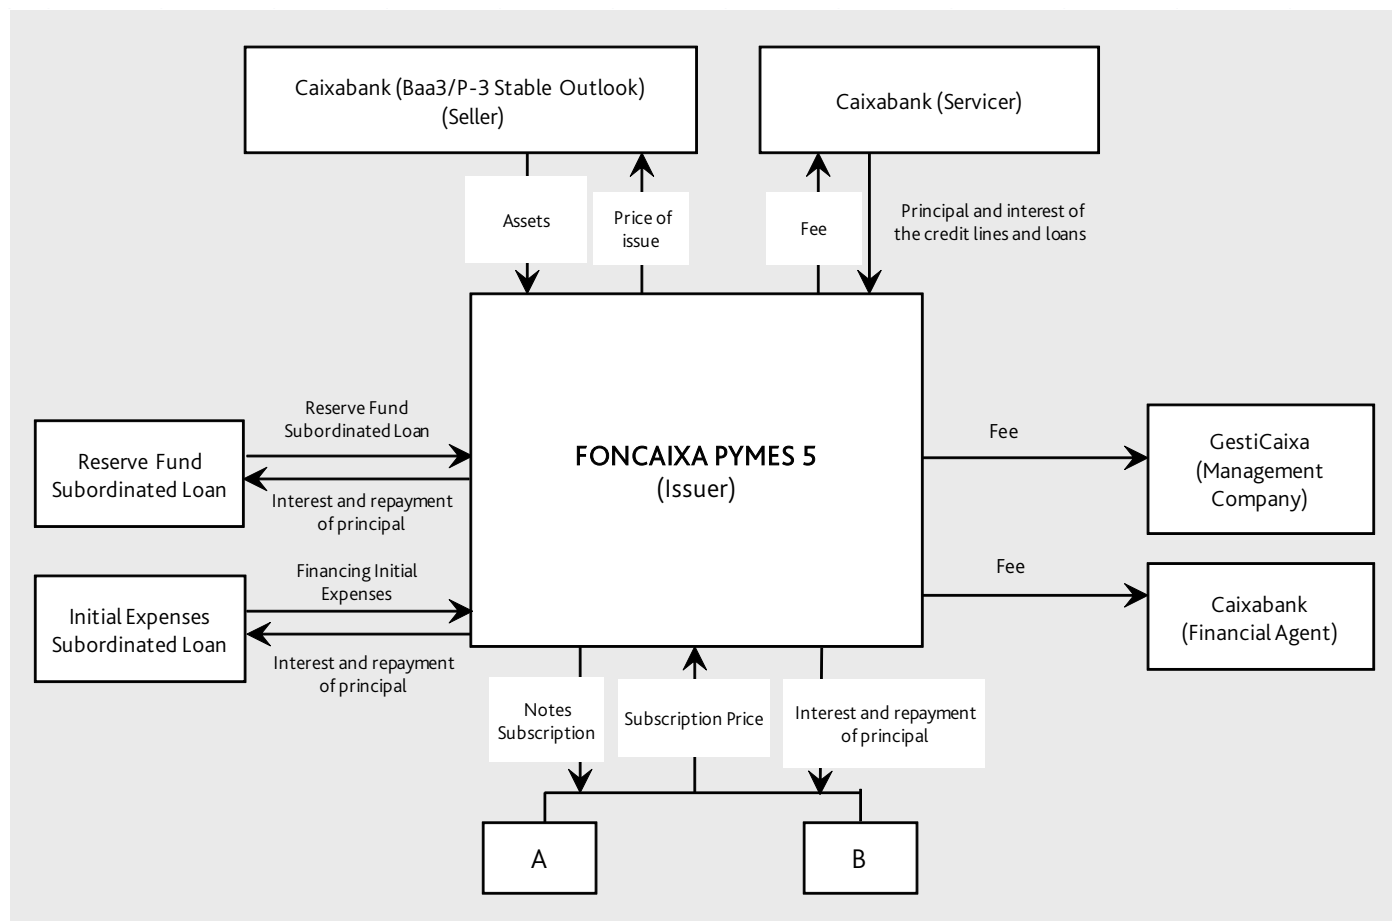 Caixabank (Baa3/P-3 Stable Outlook)
(Seller)
Caixabank (Servicer)
Assets
Price of
issue
Fee
Principal and interest of
the credit lines and loans
Reserve Fund
Subordinated Loan
Reserve Fund
Subordinated Loan
Interest and repayment
of principal
FONCAIXA PYMES 5
(Issuer)
Fee
GestiCaixa
(Management
Company)
Financing Initial
Expenses
Initial Expenses
Subordinated Loan
Interest and repayment
of principal
Fee
Caixabank
(Financial Agent)
Notes
Subscription
Subscription Price
Interest and repayment
of principal
A
B